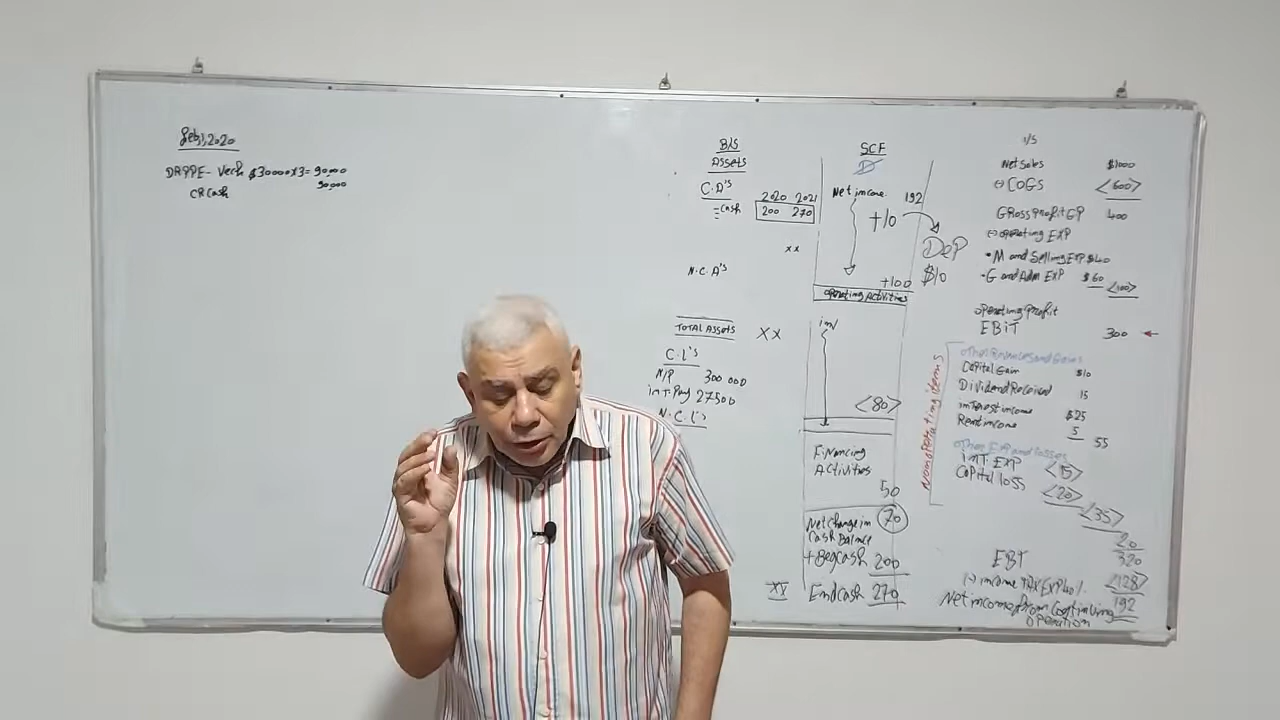 Feb 1, 2020
DR PPE - Vech $30000x3= 90,000
CR Cash 90000
B/S
Assets
C.A's
2020 2021
= Cash 200 270
xx
N.C.A's
TOTAL ASSETS XX
C.L's
N/P 300 000
INT. Pay 27500
N.C.L's
XX
SCF
Net income 192
+10
+100
Operating Activities
inv
<80>
Financing
Activities
50
Net change in 70
Cash Balance
+Beg cash 200
End cash 270
Dep
$10
I/S
Net Sales $1000
(-) COGS <600>
Gross Profit GP 400
(-) operating EXP
• M and Selling EXP $40
- G and Adm EXP $60
<100>
operating Profit
EBIT 300
Nonoperating items
other Revenues and Gains
Capital Gain $10
Dividend Received 15
interest income $25
Rent income 5
55
other Exp and losses
INT EXP <15>
Capital loss <20>
<35>
20
EBT 320
(-) income TAX EXP 40% <128>
Net income from Continuing 192
operation